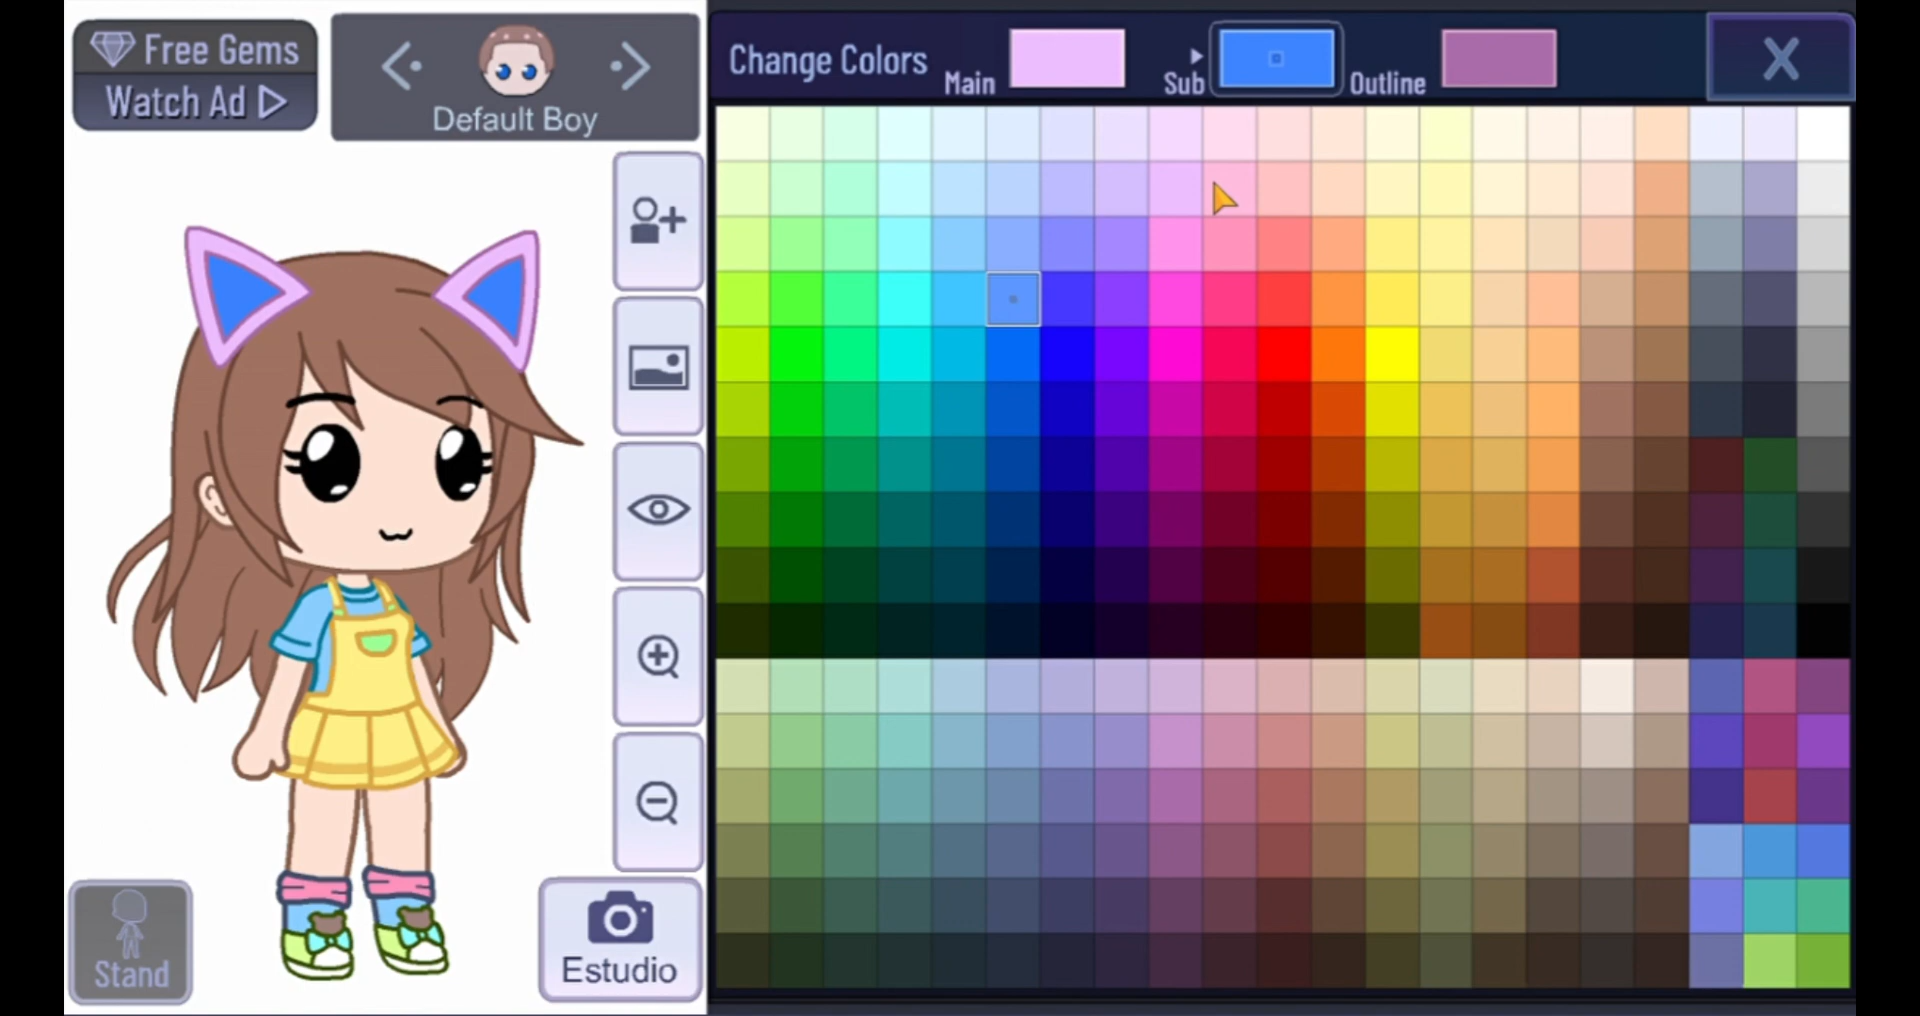 Free Gems
Watch Ad
Default Boy
Change Colors
Main
Sub
Outline
X
Stand
Estudio